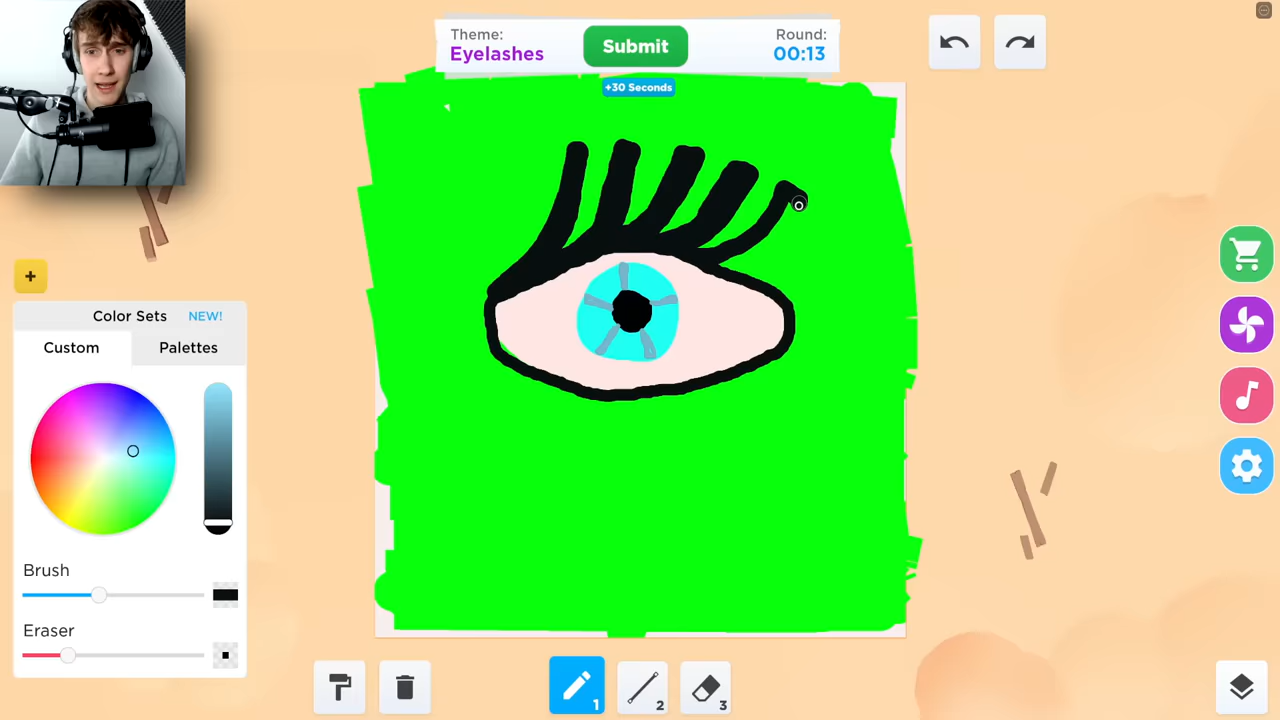 Theme:
Eyelashes
Submit
Round:
00:13
+30 Seconds
Color Sets NEW!
Custom Palettes
Brush
Eraser
1
2
3